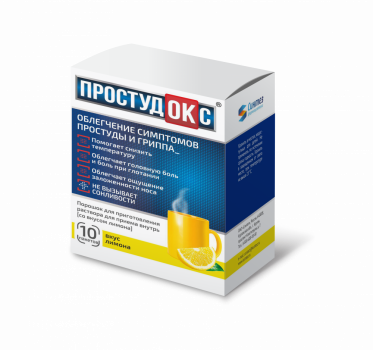 ПРОСТУДОКС®
Синтез
ОБЛЕГЧЕНИЕ СИМПТОМОВ
ПРОСТУДЫ И ГРИППА
Помогает снизить
температуру
Облегчает головную боль
и боль при глотании
Облегчает ощущение
заложенности носа
НЕ ВЫЗЫВАЕТ
СОНЛИВОСТИ
Порошок для приготовления
раствора для приема внутрь
(со вкусом лимона)
10
пакетов
вкус
лимона